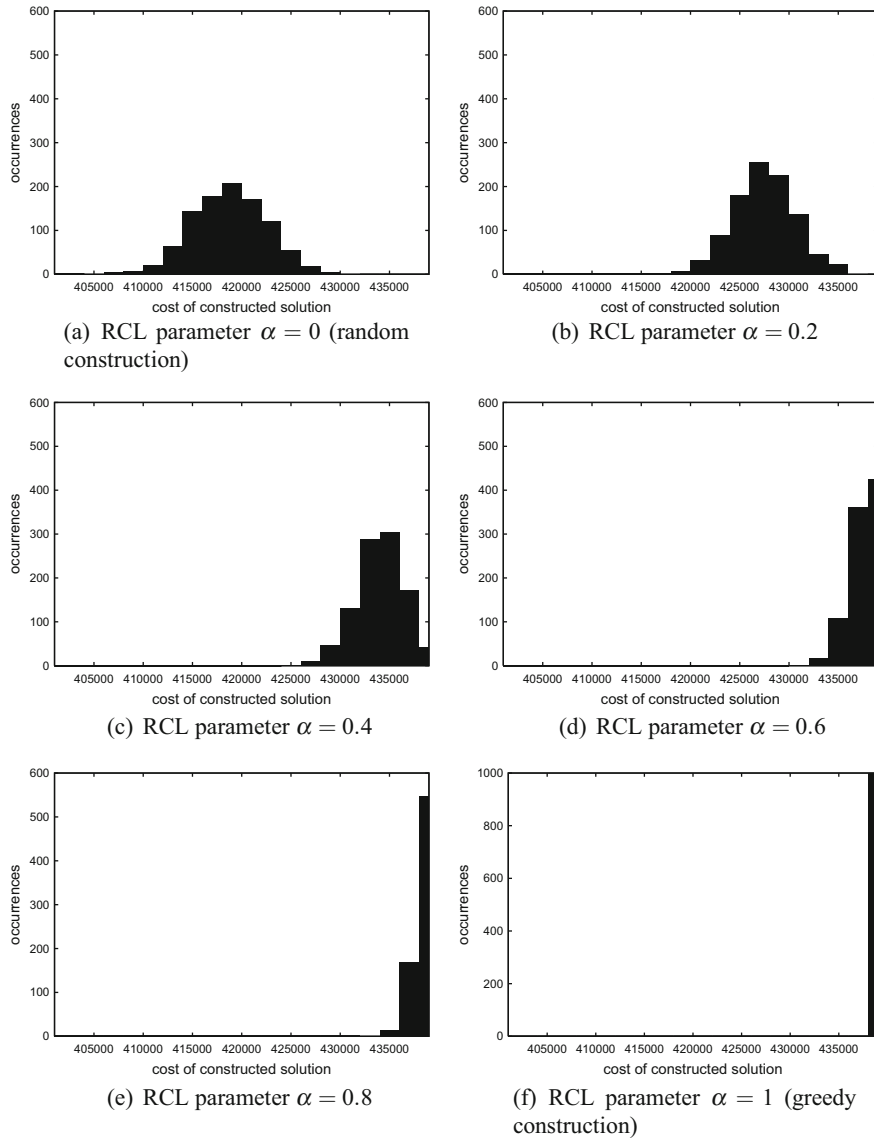 600
500
400
300
200
100
0
occurrences
405000 410000 415000 420000 425000 430000 435000
cost of constructed solution
(a) RCL parameter α = 0 (random
construction)
600
500
400
300
200
100
0
occurrences
405000 410000 415000 420000 425000 430000 435000
cost of constructed solution
(b) RCL parameter α = 0.2
600
500
400
300
200
100
0
occurrences
405000 410000 415000 420000 425000 430000 435000
cost of constructed solution
(c) RCL parameter α = 0.4
600
500
400
300
200
100
0
occurrences
405000 410000 415000 420000 425000 430000 435000
cost of constructed solution
(d) RCL parameter α = 0.6
600
500
400
300
200
100
0
occurrences
405000 410000 415000 420000 425000 430000 435000
cost of constructed solution
(e) RCL parameter α = 0.8
1000
800
600
400
200
0
occurrences
405000 410000 415000 420000 425000 430000 435000
cost of constructed solution
(f) RCL parameter α = 1 (greedy
construction)